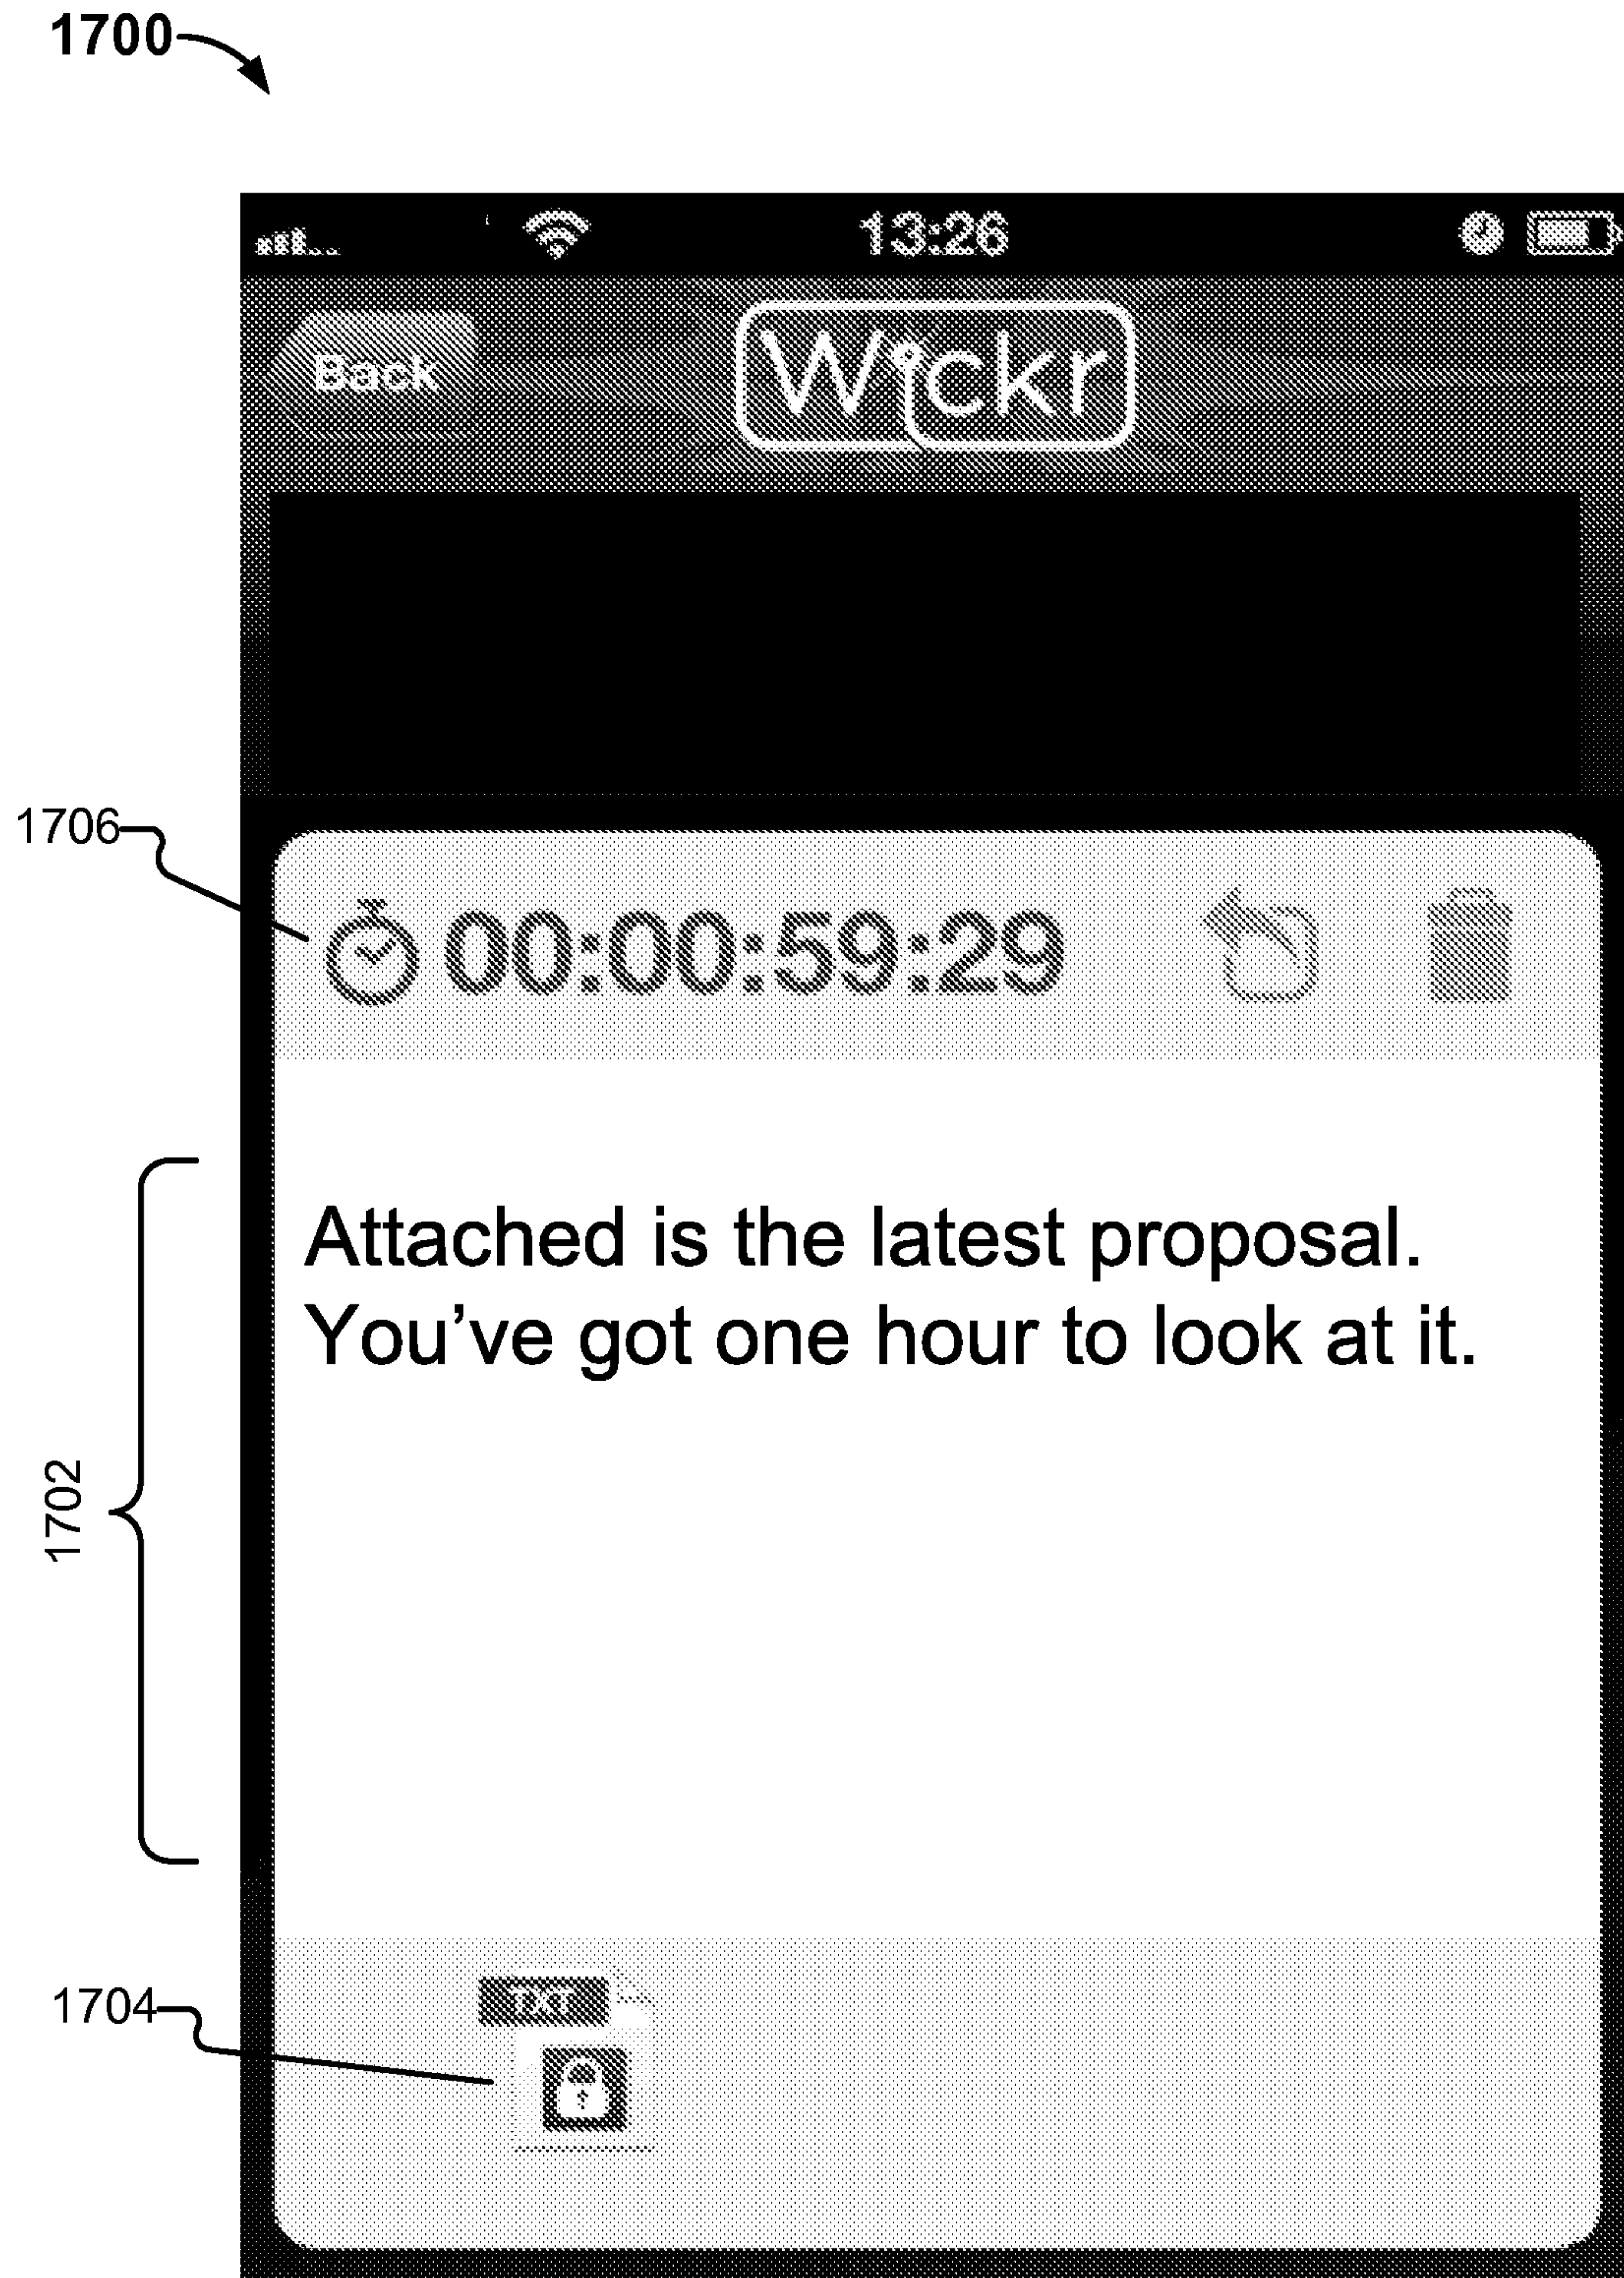 1700
13:26
Back
Wickr
1706
00:00:59:29
Attached is the latest proposal.
You’ve got one hour to look at it.
1702
1704
TXT